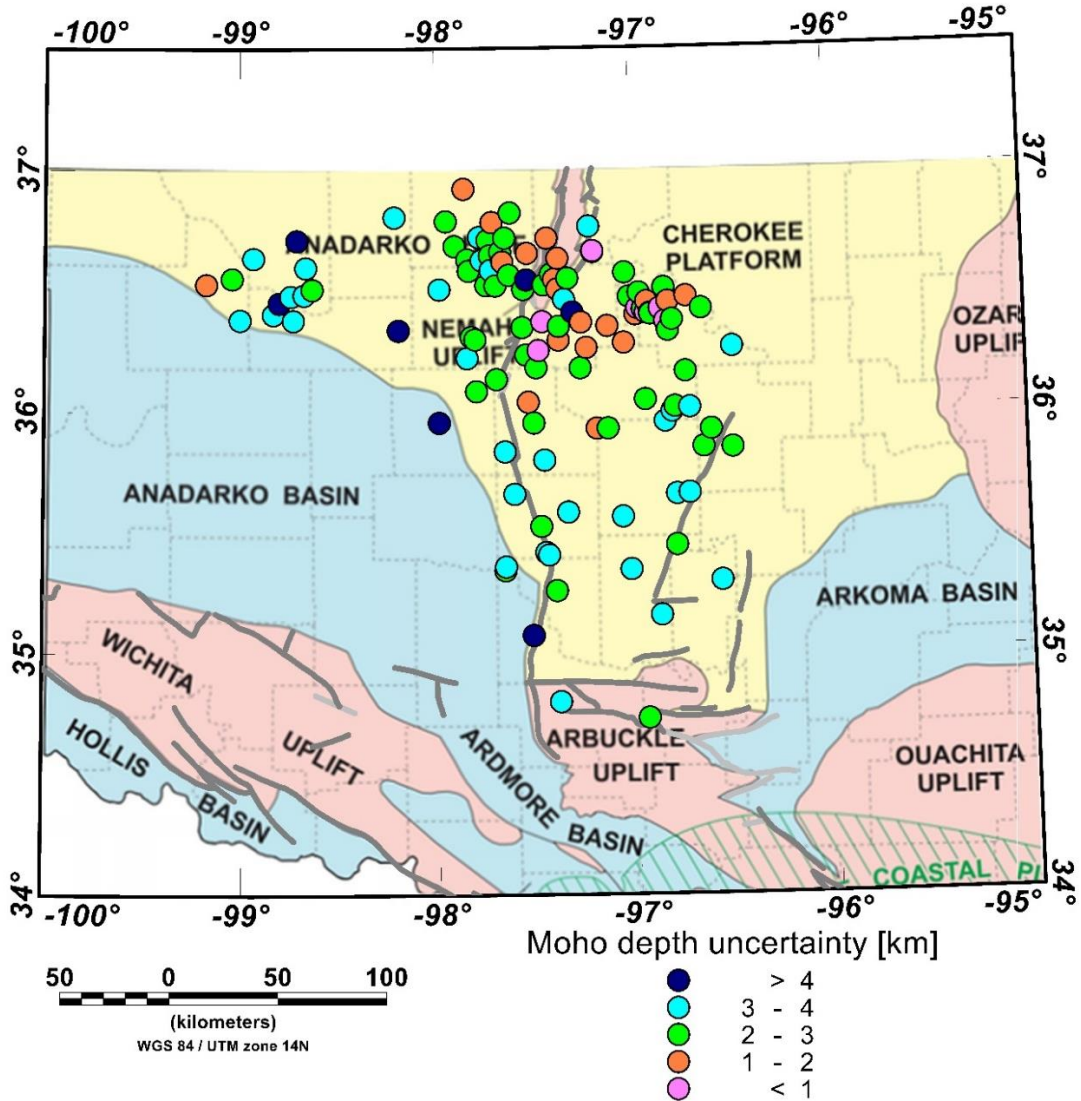 -100° -99° -98° -97° -96° -95°
37° 37°
CHEROKEE
PLATFORM
NADARKO
NEMAH
UPLIFT
OZAR
UPLIF
36° 36°
ANADARKO BASIN
ARKOMA BASIN
35° 35°
WICHITA
UPLIFT
HOLLIS
BASIN
ARDMORE BASIN
ARBUCKLE
UPLIFT
OUACHITA
UPLIFT
COASTAL PL
34° 34°
-100° -99° -98° -97° -96° -95°
Moho depth uncertainty [km]
> 4
3 - 4
2 - 3
1 - 2
< 1
50 0 50 100
(kilometers)
WGS 84 / UTM zone 14N